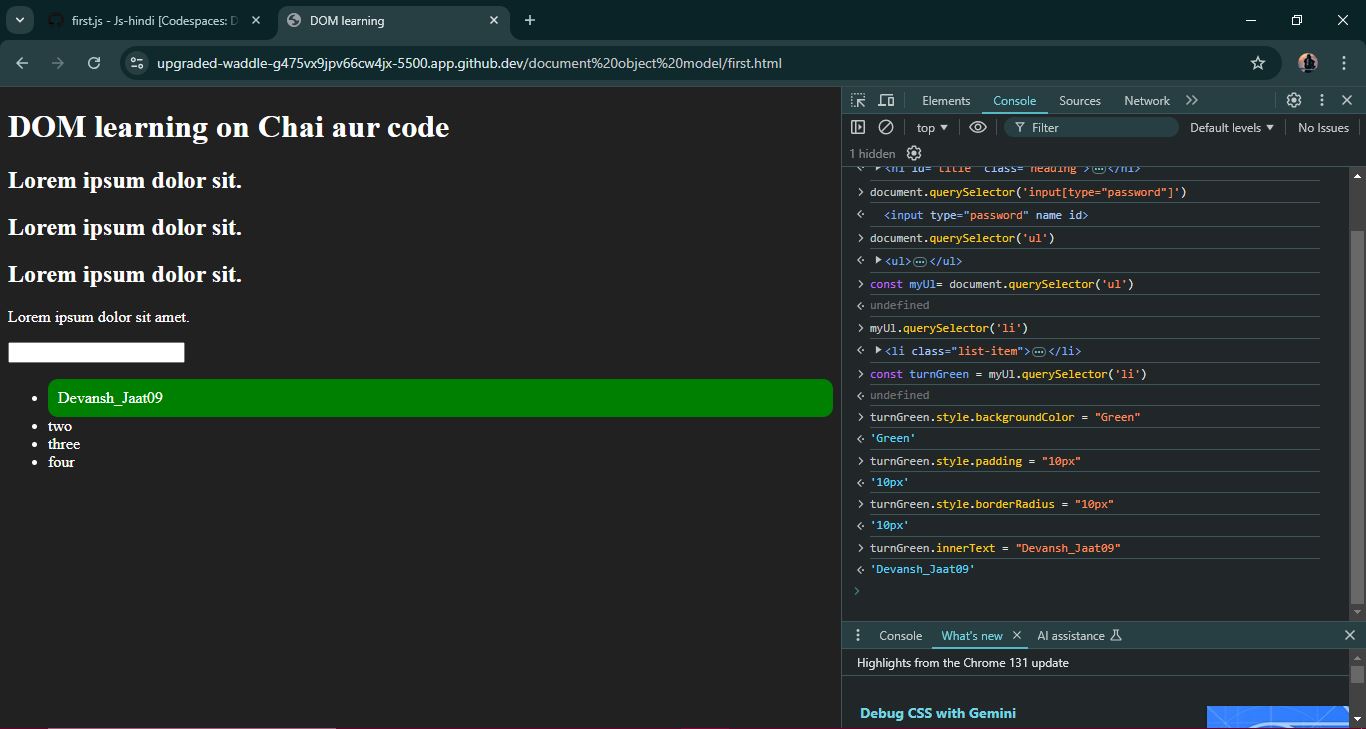 first.js - Js-hindi [Codespaces: D
DOM learning
upgraded-waddle-g475vx9jpv66cw4jx-5500.app.github.dev/document%20object%20model/first.html
DOM learning on Chai aur code
Lorem ipsum dolor sit.
Lorem ipsum dolor sit.
Lorem ipsum dolor sit.
Lorem ipsum dolor sit amet.
Devansh_Jaat09
two
three
four
Elements Console Sources Network
top Filter Default levels No Issues
1 hidden
<h1 id="title" class="heading">…</h1>
document.querySelector('input[type="password"]')
<input type="password" name id>
document.querySelector('ul')
<ul>…</ul>
const myUl= document.querySelector('ul')
undefined
myUl.querySelector('li')
<li class="list-item">…</li>
const turnGreen = myUl.querySelector('li')
undefined
turnGreen.style.backgroundColor = "Green"
'Green'
turnGreen.style.padding = "10px"
'10px'
turnGreen.style.borderRadius = "10px"
'10px'
turnGreen.innerText = "Devansh_Jaat09"
'Devansh_Jaat09'
Console What's new AI assistance
Highlights from the Chrome 131 update
Debug CSS with Gemini